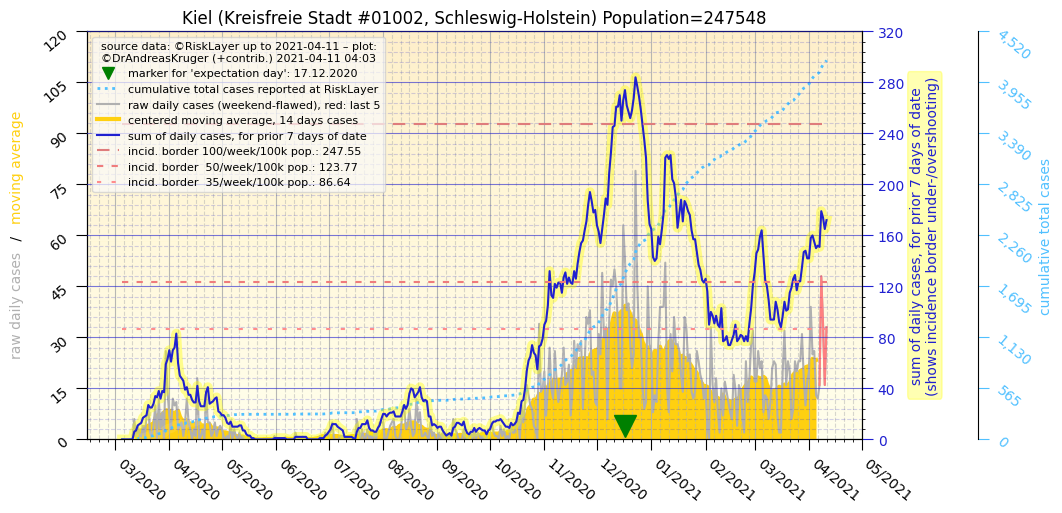 Kiel (Kreisfreie Stadt #01002, Schleswig-Holstein) Population=247548
source data: ©RiskLayer up to 2021-04-11 – plot:
©DrAndreasKruger (+contrib.) 2021-04-11 04:03
marker for 'expectation day': 17.12.2020
cumulative total cases reported at RiskLayer
raw daily cases (weekend-flawed), red: last 5
centered moving average, 14 days cases
sum of daily cases, for prior 7 days of date
incid. border 100/week/100k pop.: 247.55
incid. border  50/week/100k pop.: 123.77
incid. border  35/week/100k pop.: 86.64
raw daily cases / moving average
120
105
90
75
60
45
30
15
0
320
280
240
200
160
120
80
40
0
sum of daily cases, for prior 7 days of date
(shows incidence border under-/overshooting)
4,520
3,955
3,390
2,825
2,260
1,695
1,130
565
0
cumulative total cases
03/2020
04/2020
05/2020
06/2020
07/2020
08/2020
09/2020
10/2020
11/2020
12/2020
01/2021
02/2021
03/2021
04/2021
05/2021